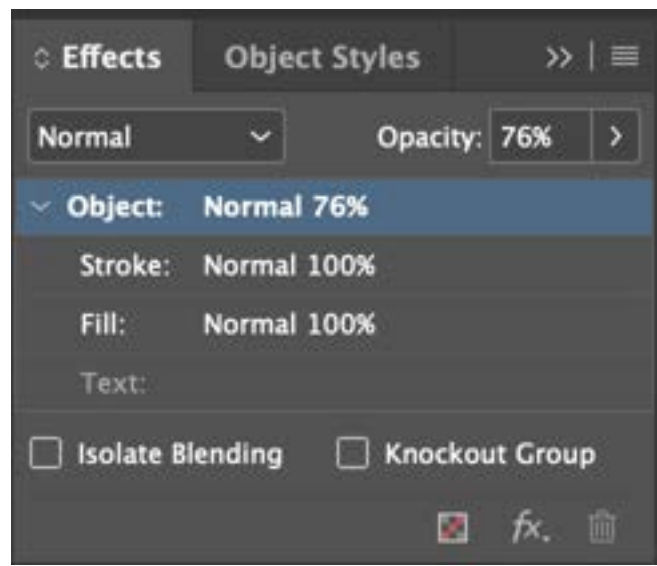 Effects Object Styles
Normal Opacity: 76%
Object: Normal 76%
Stroke: Normal 100%
Fill: Normal 100%
Text:
Isolate Blending Knockout Group
fx.